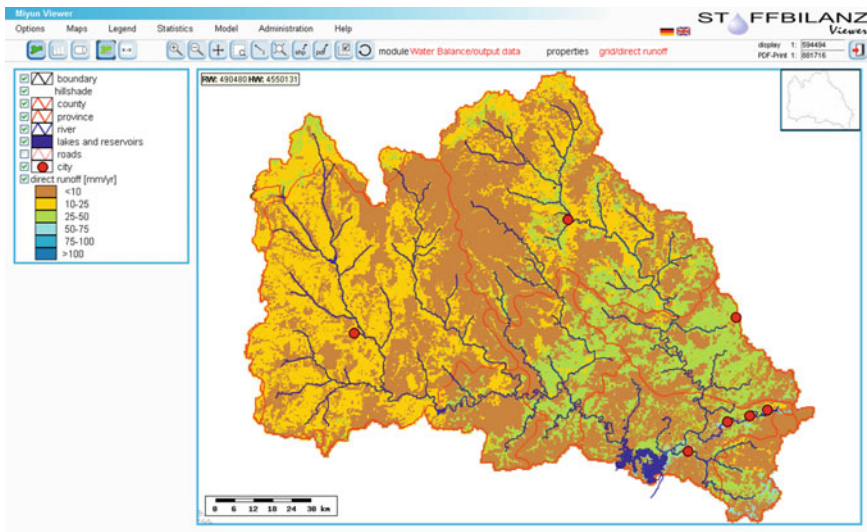 Miyun Viewer
Options Maps Legend Statistics Model Administration Help
STOFFBILANZ
Viewer
module Water Balance/output data properties grid/direct runoff
display 1: 594494
PDF-Print 1: 881716
boundary
hillshade
county
province
river
lakes and reservoirs
roads
city
direct runoff [mm/yr]
<10
10-25
25-50
50-75
75-100
>100
RW: 490480 HW: 4550131
0 6 12 18 24 30 km